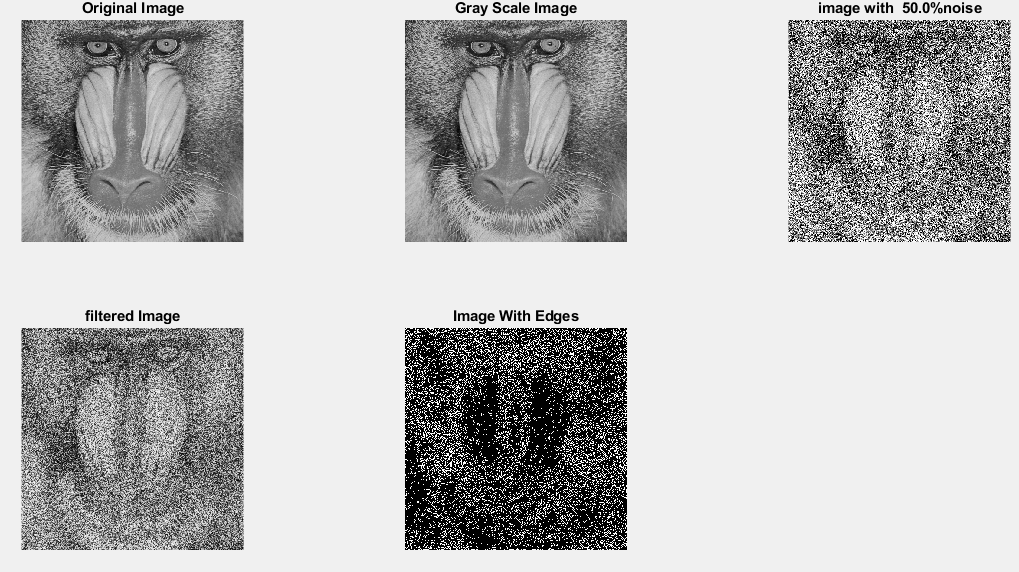 Original Image
Gray Scale Image
image with  50.0%noise
filtered Image
Image With Edges